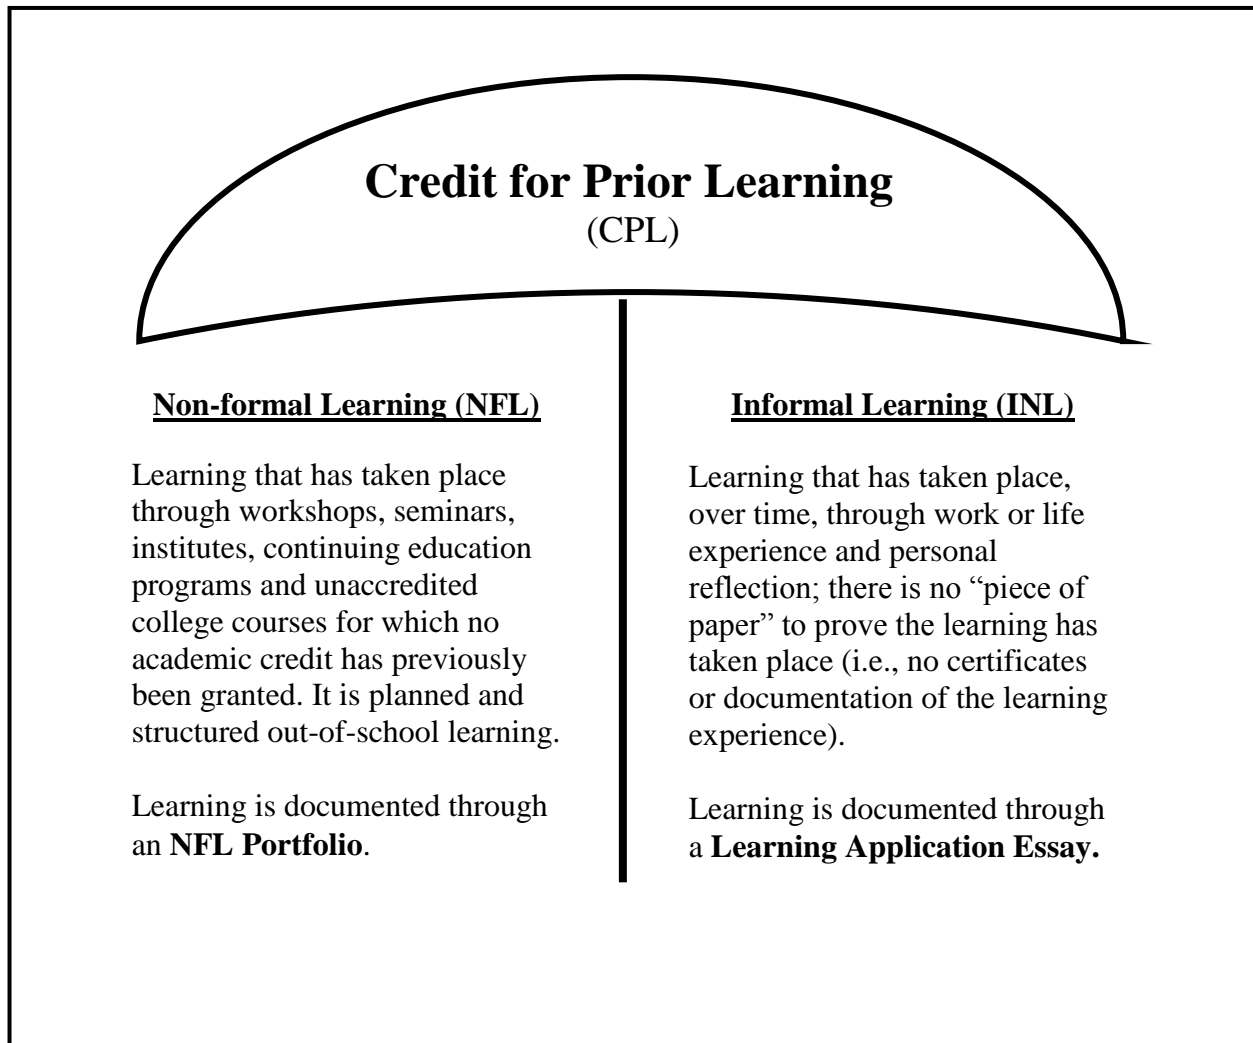 Credit for Prior Learning
(CPL)
Non-formal Learning (NFL)
Learning that has taken place
through workshops, seminars,
institutes, continuing education
programs and unaccredited
college courses for which no
academic credit has previously
been granted. It is planned and
structured out-of-school learning.
Learning is documented through
an NFL Portfolio.
Informal Learning (INL)
Learning that has taken place,
over time, through work or life
experience and personal
reflection; there is no “piece of
paper” to prove the learning has
taken place (i.e., no certificates
or documentation of the learning
experience).
Learning is documented through
a Learning Application Essay.